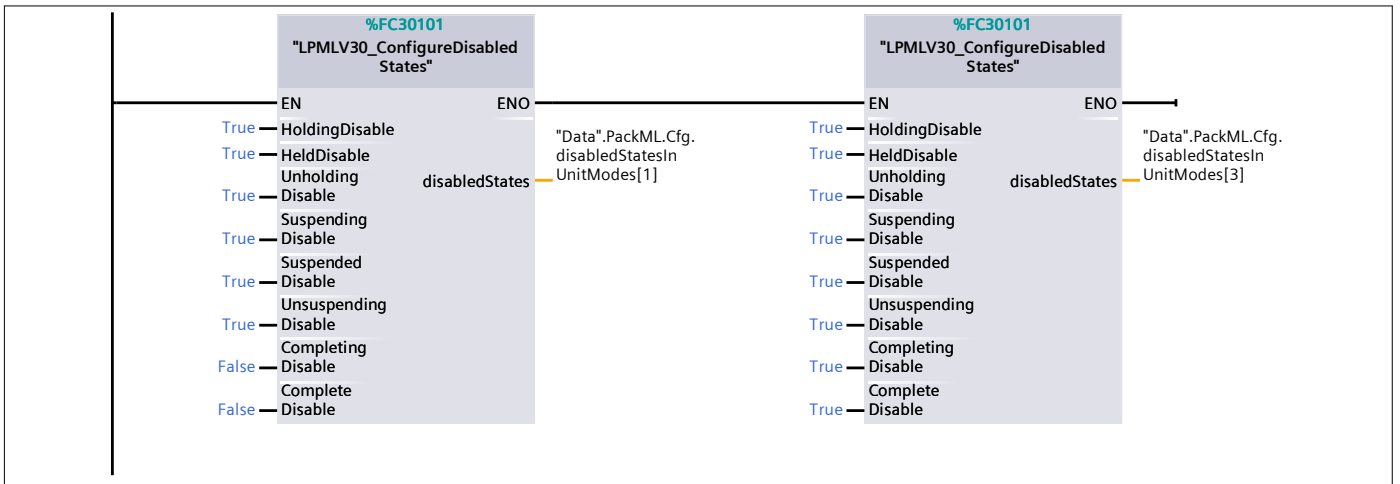 %FC30101
"LPMLV30_ConfigureDisabled
States"
EN
ENO
True
HoldingDisable
True
HeldDisable
Unholding
True
Disable
disabledStates
"Data".PackML.Cfg.
disabledStatesIn
UnitModes[1]
Suspending
True
Disable
Suspended
True
Disable
Unsuspending
True
Disable
Completing
False
Disable
Complete
False
Disable
%FC30101
"LPMLV30_ConfigureDisabled
States"
EN
ENO
True
HoldingDisable
True
HeldDisable
Unholding
True
Disable
disabledStates
"Data".PackML.Cfg.
disabledStatesIn
UnitModes[3]
Suspending
True
Disable
Suspended
True
Disable
Unsuspending
True
Disable
Completing
True
Disable
Complete
True
Disable